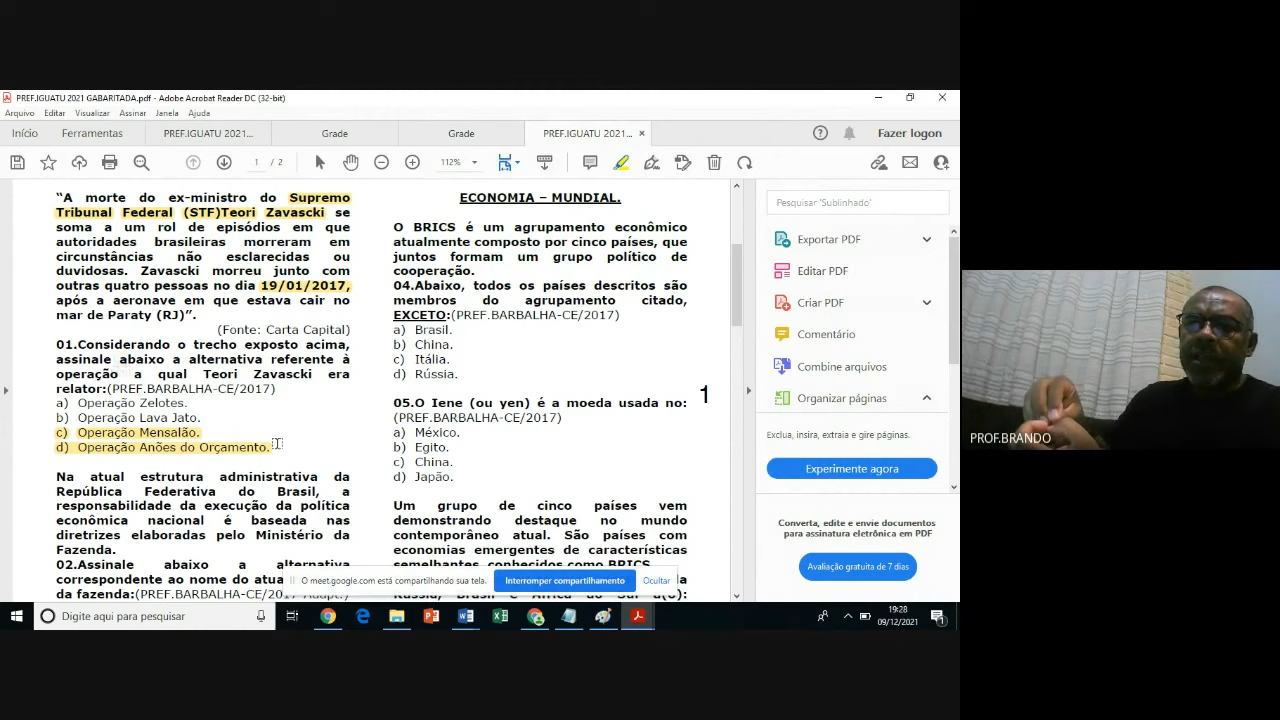 PREF.IGUATU 2021 GABARITADA.pdf - Adobe Acrobat Reader DC (32-bit)
Arquivo Editar Visualizar Assinar Janela Ajuda
Início Ferramentas PREF.IGUATU 2021... Grade Grade PREF.IGUATU 2021... × Fazer logon
1 / 2 112%
"A morte do ex-ministro do Supremo
Tribunal Federal (STF)Teori Zavascki se
soma a um rol de episódios em que
autoridades brasileiras morreram em
circunstâncias não esclarecidas ou
duvidosas. Zavascki morreu junto com
outras quatro pessoas no dia 19/01/2017,
após a aeronave em que estava cair no
mar de Paraty (RJ)".
(Fonte: Carta Capital)
01.Considerando o trecho exposto acima,
assinale abaixo a alternativa referente à
operação a qual Teori Zavascki era
relator:(PREF.BARBALHA-CE/2017)
a) Operação Zelotes.
b) Operação Lava Jato.
c) Operação Mensalão.
d) Operação Anões do Orçamento.
Na atual estrutura administrativa da
República Federativa do Brasil, a
responsabilidade da execução da política
econômica nacional é baseada nas
diretrizes elaboradas pelo Ministério da
Fazenda.
02.Assinale abaixo a alternativa
correspondente ao nome do atua
da fazenda:(PREF.BARBALHA-CE/2017-Adapt.)
ECONOMIA – MUNDIAL.
O BRICS é um agrupamento econômico
atualmente composto por cinco países, que
juntos formam um grupo político de
cooperação.
04.Abaixo, todos os países descritos são
membros do agrupamento citado,
EXCETO:(PREF.BARBALHA-CE/2017)
a) Brasil.
b) China.
c) Itália.
d) Rússia.
05.O Iene (ou yen) é a moeda usada no:
(PREF.BARBALHA-CE/2017)
a) México.
b) Egito.
c) China.
d) Japão.
Um grupo de cinco países vem
demonstrando destaque no mundo
contemporâneo atual. São países com
economias emergentes de características
semelhantes, conhecidos como BRICS.
Rússia, Brasil e África do Sul a(o):
1
Pesquisar 'Sublinhado'
Exportar PDF
Editar PDF
Criar PDF
Comentário
Combine arquivos
Organizar páginas
Exclua, insira, extraia e gire páginas.
Experimente agora
Converta, edite e envie documentos
para assinatura eletrônica em PDF
Avaliação gratuita de 7 dias
O meet.google.com está compartilhando sua tela. Interromper compartilhamento Ocultar
Digite aqui para pesquisar
19:28
09/12/2021
PROF.BRANDO